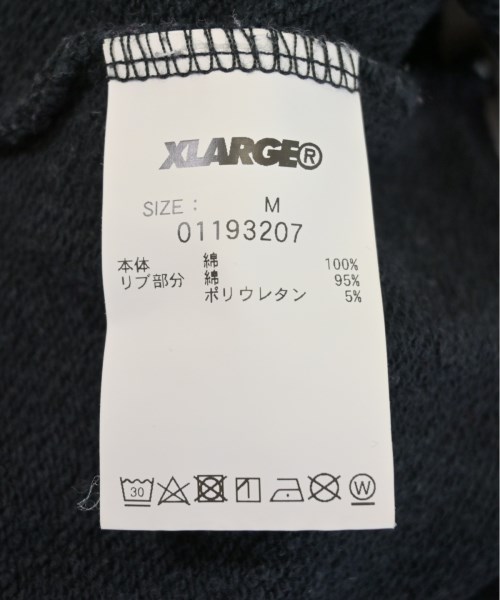 XLARGE®
SIZE : M
01193207
本体 綿 100%
リブ部分 綿 95%
ポリウレタン 5%
30 W